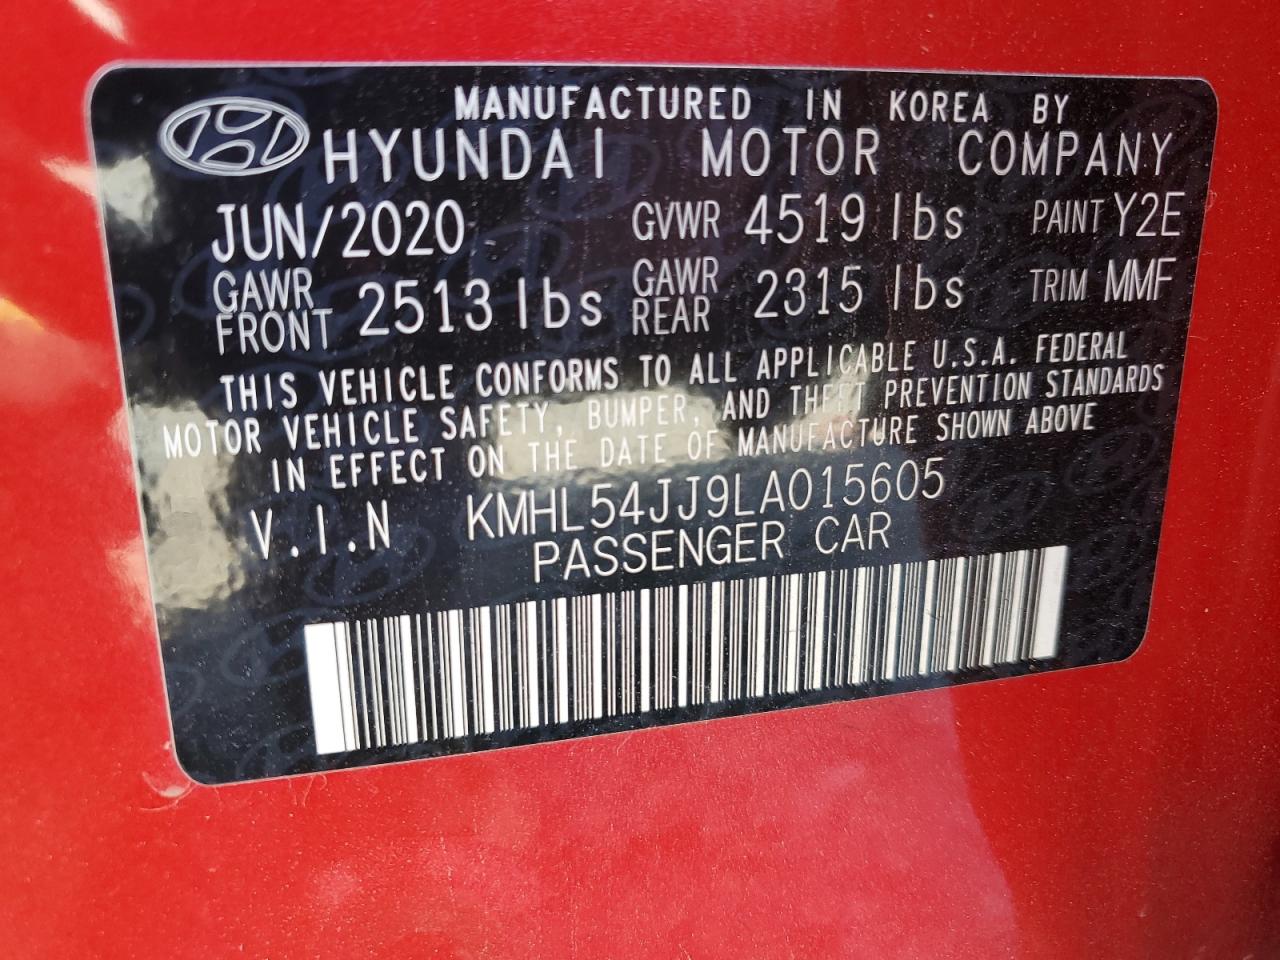 MANUFACTURED IN KOREA BY
HYUNDAI MOTOR COMPANY
JUN/2020 GVWR 4519 lbs PAINT Y2E
GAWR FRONT 2513 lbs GAWR REAR 2315 lbs TRIM MMF
THIS VEHICLE CONFORMS TO ALL APPLICABLE U.S.A. FEDERAL
MOTOR VEHICLE SAFETY, BUMPER, AND THEFT PREVENTION STANDARDS
IN EFFECT ON THE DATE OF MANUFACTURE SHOWN ABOVE
V.I.N KMHL54JJ9LA015605
PASSENGER CAR